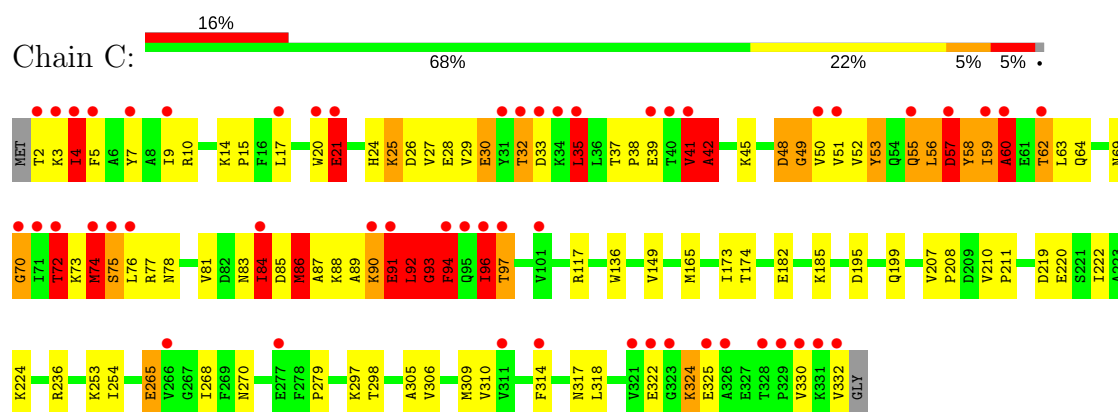 16%
Chain C:
68% 22% 5% 5% •
MET T2 K3 I4 F5 A6 Y7 A8 I9 R10 K14 P15 F16 L17 W20 E21 H24 K25 D26 V27 E28 V29 E30 Y31 T32 D33 K34 L35 L36 T37 P38 E39 T40 V41 A42 K45 D48 G49 V50 V51 V52 Y53 Q54 Q55 L56 D57 Y58 I59 A60 E61 T62 L63 Q64 N69
G70 I71 T72 K73 M74 S75 L76 R77 N78 V81 D82 N83 I84 D85 M86 A87 K88 A89 K90 E91 L92 G93 F94 Q95 I96 T97 V101 R117 W136 V149 M165 I173 T174 E182 K185 D195 Q199 V207 P208 D209 V210 P211 D219 E220 S221 I222 A223
K224 R236 K253 I254 E265 V266 G267 I268 F269 N270 E277 F278 P279 K297 T298 A305 V306 M309 V310 V311 F314 N317 L318 V321 E322 G323 K324 E325 A326 E327 T328 P329 V330 K331 V332 GLY